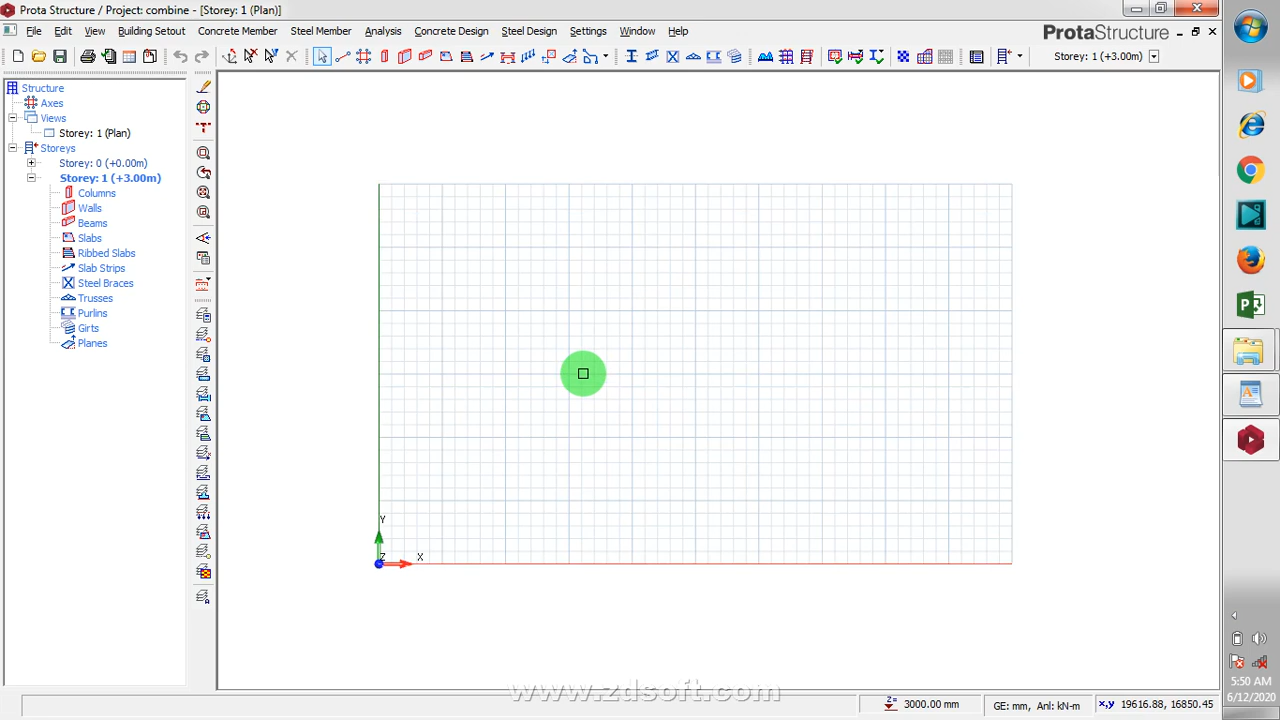 Prota Structure / Project: combine - [Storey: 1 (Plan)]
File Edit View Building Setout Concrete Member Steel Member Analysis Concrete Design Steel Design Settings Window Help
ProtaStructure
Storey: 1 (+3.00m)
Structure
Axes
Views
Storey: 1 (Plan)
Storeys
Storey: 0 (+0.00m)
Storey: 1 (+3.00m)
Columns
Walls
Beams
Slabs
Ribbed Slabs
Slab Strips
Steel Braces
Trusses
Purlins
Girts
Planes
Y
Z X
www.zdsoft.com
Z= 3000.00 mm GE: mm, Anl: kN-m x,y 19616.88, 16850.45
5:50 AM
6/12/2020